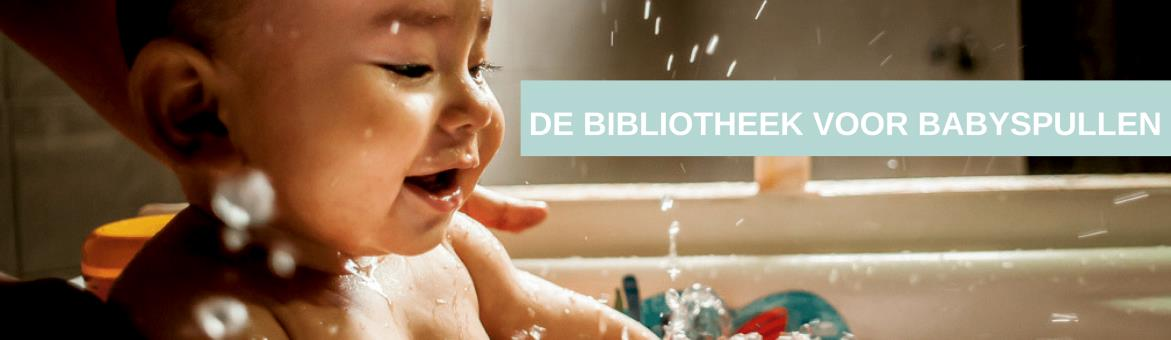 DE BIBLIOTHEEK VOOR BABYSPULLEN